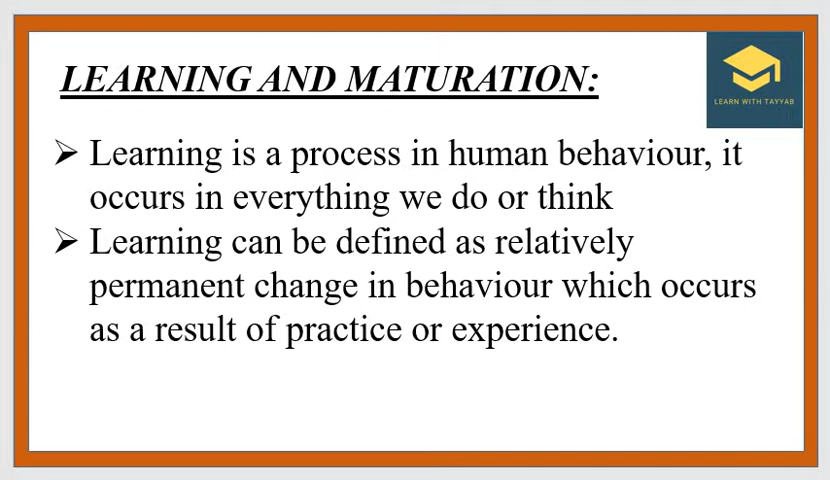 LEARNING AND MATURATION:
LEARN WITH TAYYAB
➢ Learning is a process in human behaviour, it
occurs in everything we do or think
➢ Learning can be defined as relatively
permanent change in behaviour which occurs
as a result of practice or experience.